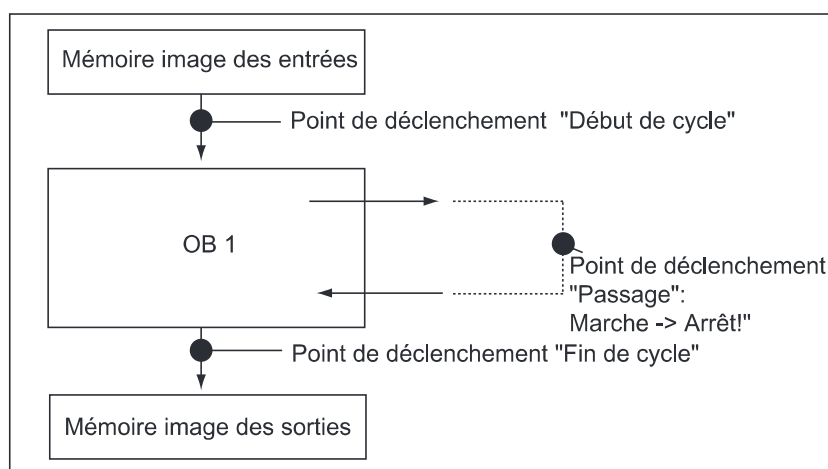 Mémoire image des entrées
Point de déclenchement "Début de cycle"
OB 1
Point de déclenchement
"Passage":
Marche -> Arrêt!"
Point de déclenchement "Fin de cycle"
Mémoire image des sorties